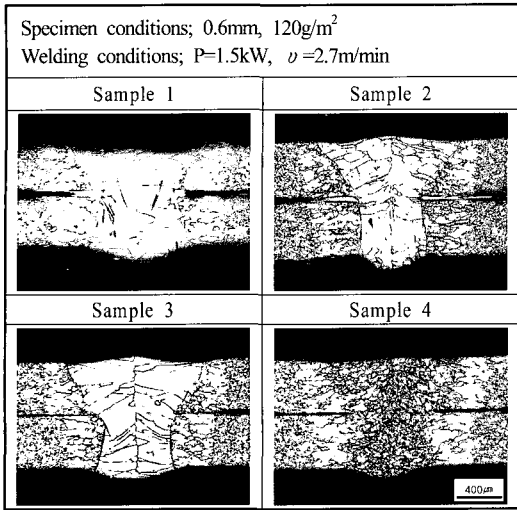 Specimen conditions; 0.6mm, 120g/m²
Welding conditions; P=1.5kW, υ=2.7m/min
Sample 1
Sample 2
Sample 3
Sample 4
400㎛